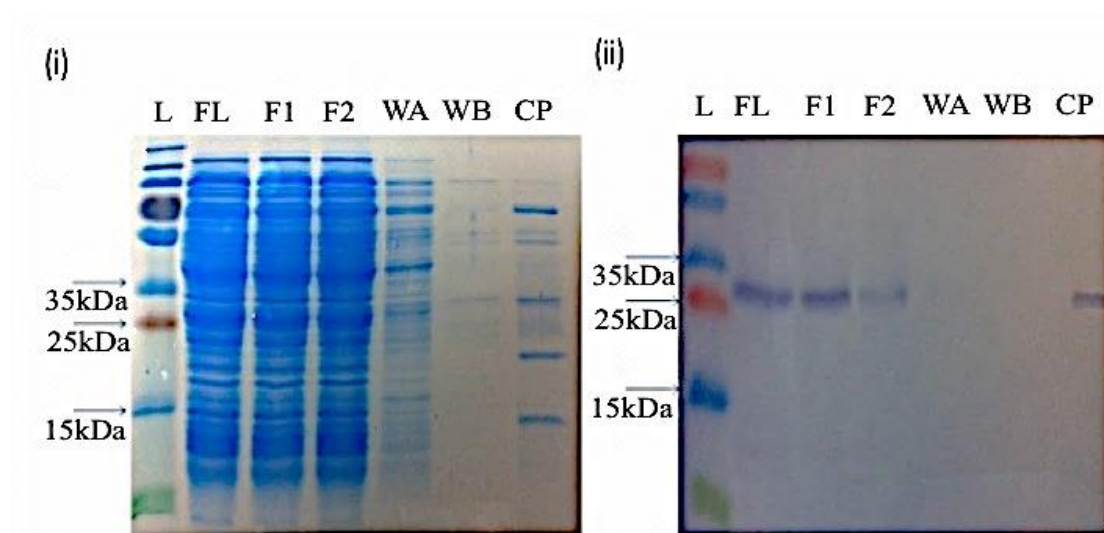 (i)
L FL F1 F2 WA WB CP
35kDa
25kDa
15kDa
(ii)
L FL F1 F2 WA WB CP
35kDa
25kDa
15kDa